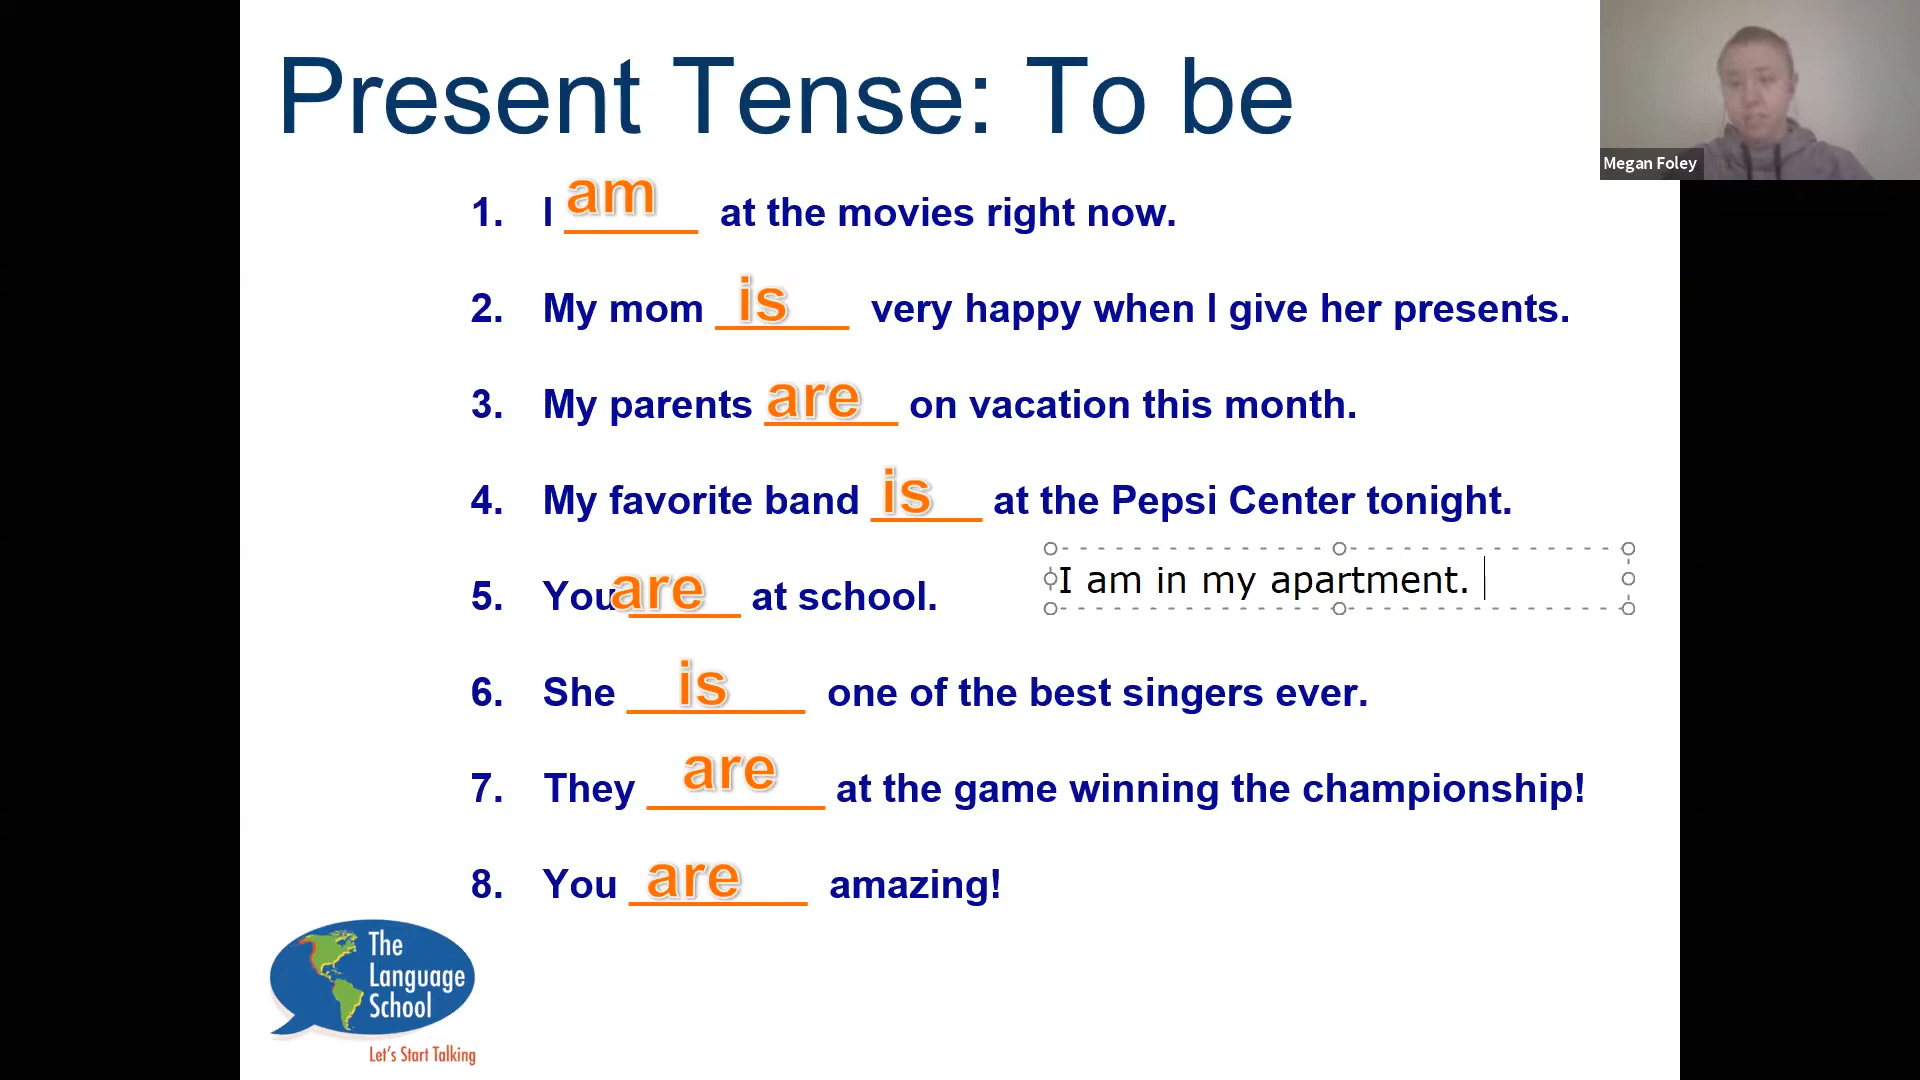 Present Tense: To be
Megan Foley
1. I am at the movies right now.
2. My mom is very happy when I give her presents.
3. My parents are on vacation this month.
4. My favorite band is at the Pepsi Center tonight.
5. You are at school.
I am in my apartment.
6. She is one of the best singers ever.
7. They are at the game winning the championship!
8. You are amazing!
The
Language
School
Let's Start Talking